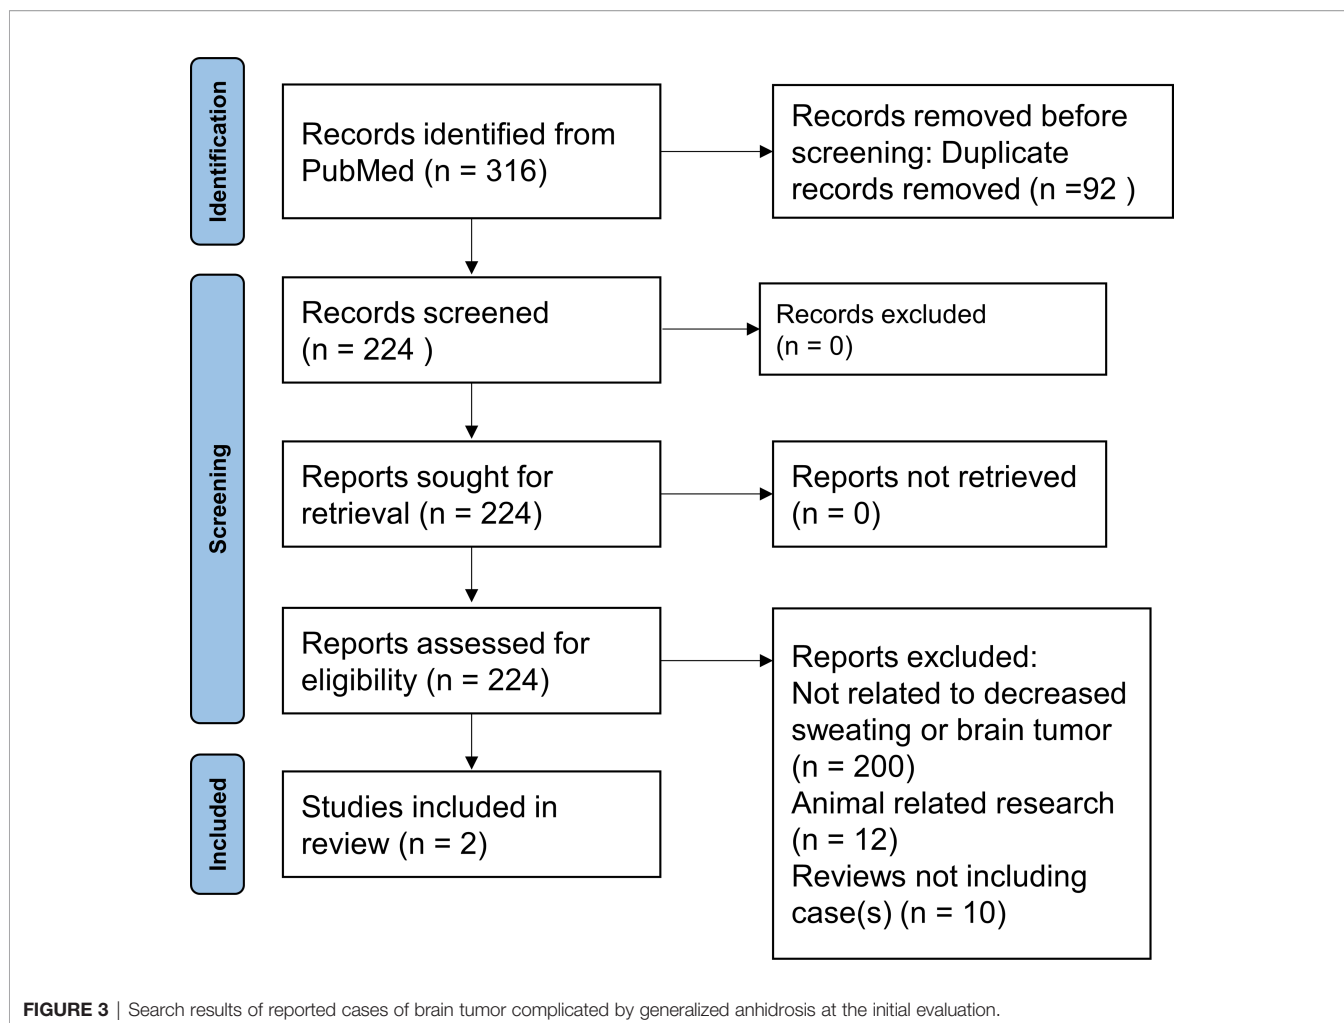 Identification
Records identified from
PubMed (n = 316)
Records removed before
screening: Duplicate
records removed (n =92 )
Screening
Records screened
(n = 224 )
Records excluded
(n = 0)
Reports sought for
retrieval (n = 224)
Reports not retrieved
(n = 0)
Reports assessed for
eligibility (n = 224)
Reports excluded:
Not related to decreased
sweating or brain tumor
(n = 200)
Animal related research
(n = 12)
Reviews not including
case(s) (n = 10)
Included
Studies included in
review (n = 2)
FIGURE 3 | Search results of reported cases of brain tumor complicated by generalized anhidrosis at the initial evaluation.